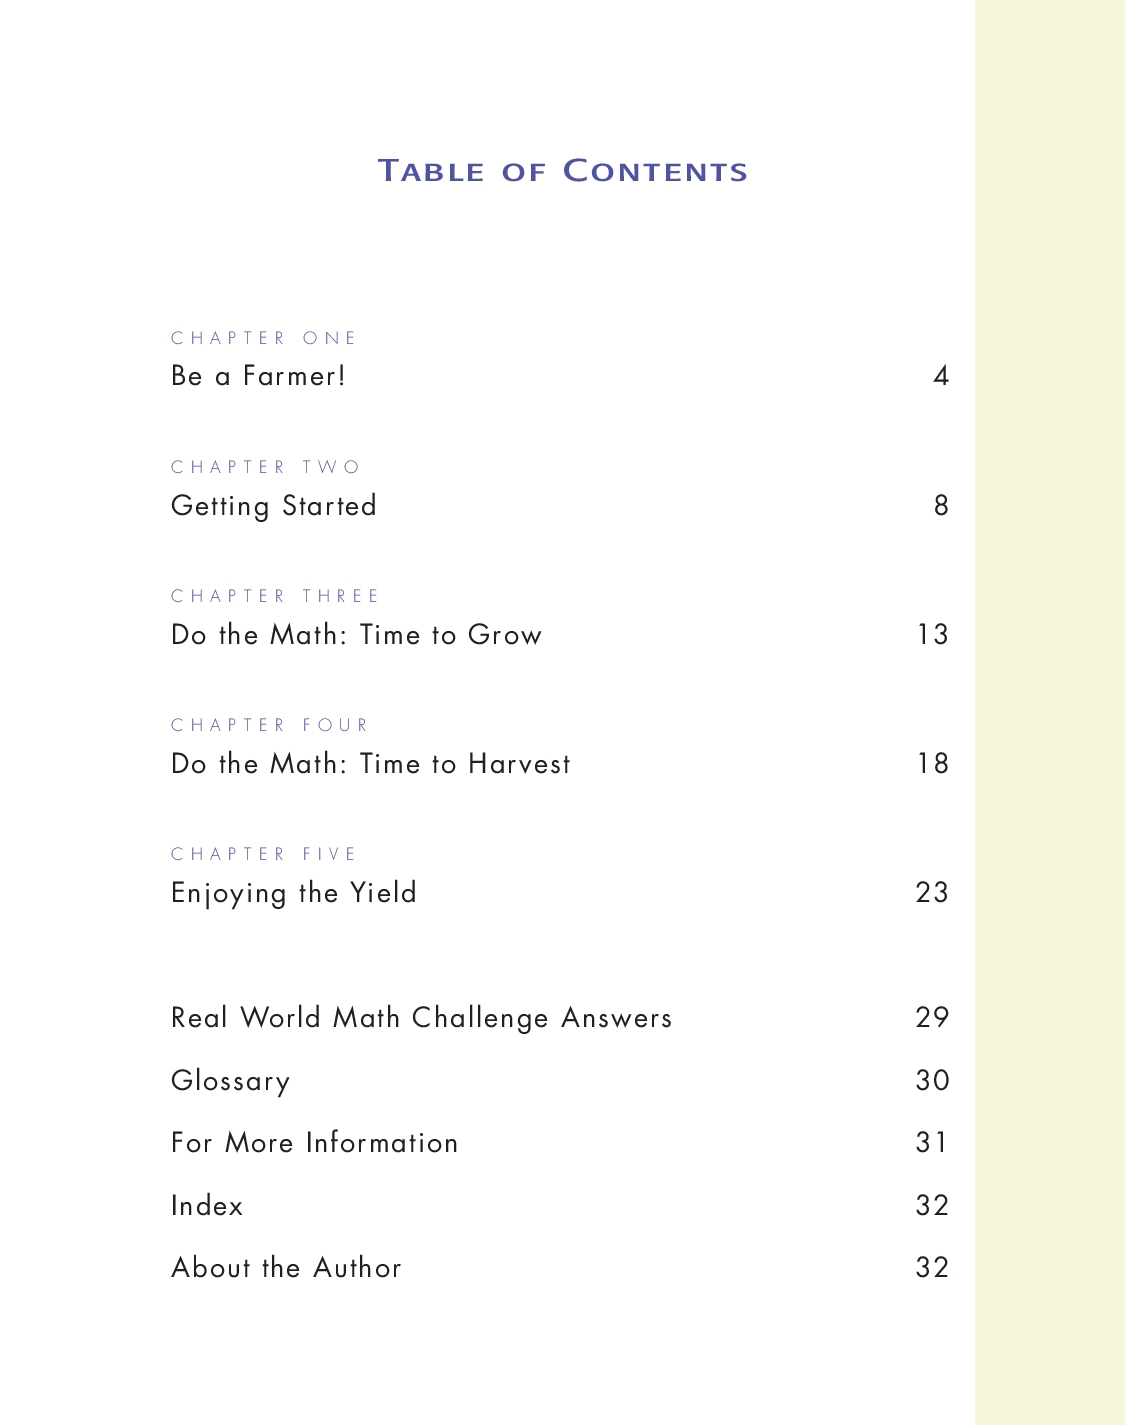 Table of Contents
CHAPTER ONE
Be a Farmer! 4
CHAPTER TWO
Getting Started 8
CHAPTER THREE
Do the Math: Time to Grow 13
CHAPTER FOUR
Do the Math: Time to Harvest 18
CHAPTER FIVE
Enjoying the Yield 23
Real World Math Challenge Answers 29
Glossary 30
For More Information 31
Index 32
About the Author 32